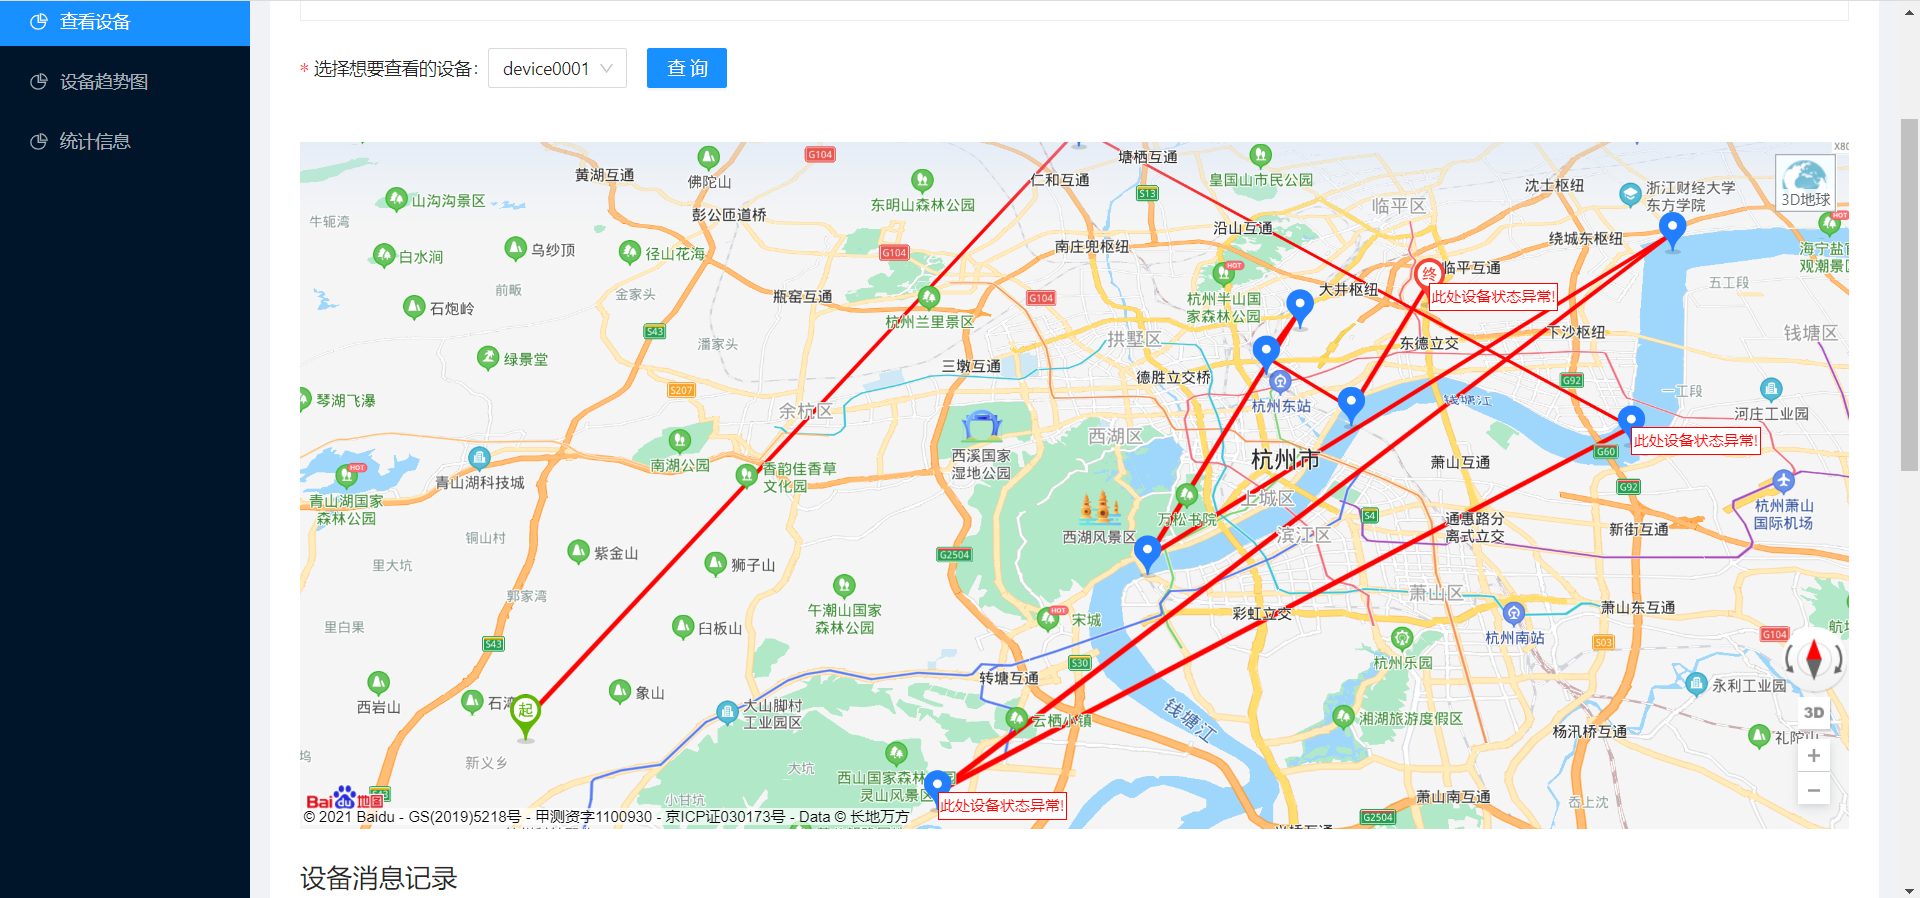 查看设备
设备趋势图
统计信息
* 选择想要查看的设备:
device0001
查 询
黄湖互通
佛陀山
G104
仁和互通
塘栖互通
皇国山市民公园
沈士枢纽
浙江财经大学
东方学院
3D地球
山沟沟景区
牛轭湾
彭公匝道桥
东明山森林公园
S13
临平区
沿山互通
南庄兜枢纽
绕城东枢纽
HOT
观潮景
白水涧
乌纱顶
径山花海
G104
前畈
金家头
瓶窑互通
G104
HOT
杭州半山国
家森林公园
大井枢纽
终
临平互通
此处设备状态异常!
五工段
石炮岭
S43
杭州兰里景区
拱墅区
东德立交
下沙枢纽
钱塘区
绿景堂
潘家头
三墩互通
德胜立交桥
G92
一工段
琴湖飞瀑
S207
余杭区
杭州东站
钱塘江
河庄工业园
此处设备状态异常!
G60
西湖区
西溪国家
湿地公园
杭州市
萧山互通
HOT
青山湖国家
森林公园
青山湖科技城
南湖公园
香韵佳香草
文化园
上城区
G92
杭州萧山
国际机场
万松书院
西湖风景区
S4
通惠路分
离式立交
新街互通
滨江区
铜山村
紫金山
狮子山
G2504
里大坑
郭家湾
午潮山国家
森林公园
HOT
宋城
彩虹立交
萧山区
萧山东互通
杭州南站
S03
G104
里白果
臼板山
S43
S30
转塘互通
杭州乐园
永利工业园
西岩山
石
起
象山
大山脚村
工业园区
云栖小镇
钱塘江
湘湖旅游度假区
杨汛桥互通
3D
新义乡
大坑
西山国家森林
灵山风景区
此处设备状态异常!
小甘坑
萧山南互通
岙上沈
G2504
Bai du 地图
© 2021 Baidu - GS(2019)5218号 - 甲测资字1100930 - 京ICP证030173号 - Data © 长地万方
设备消息记录